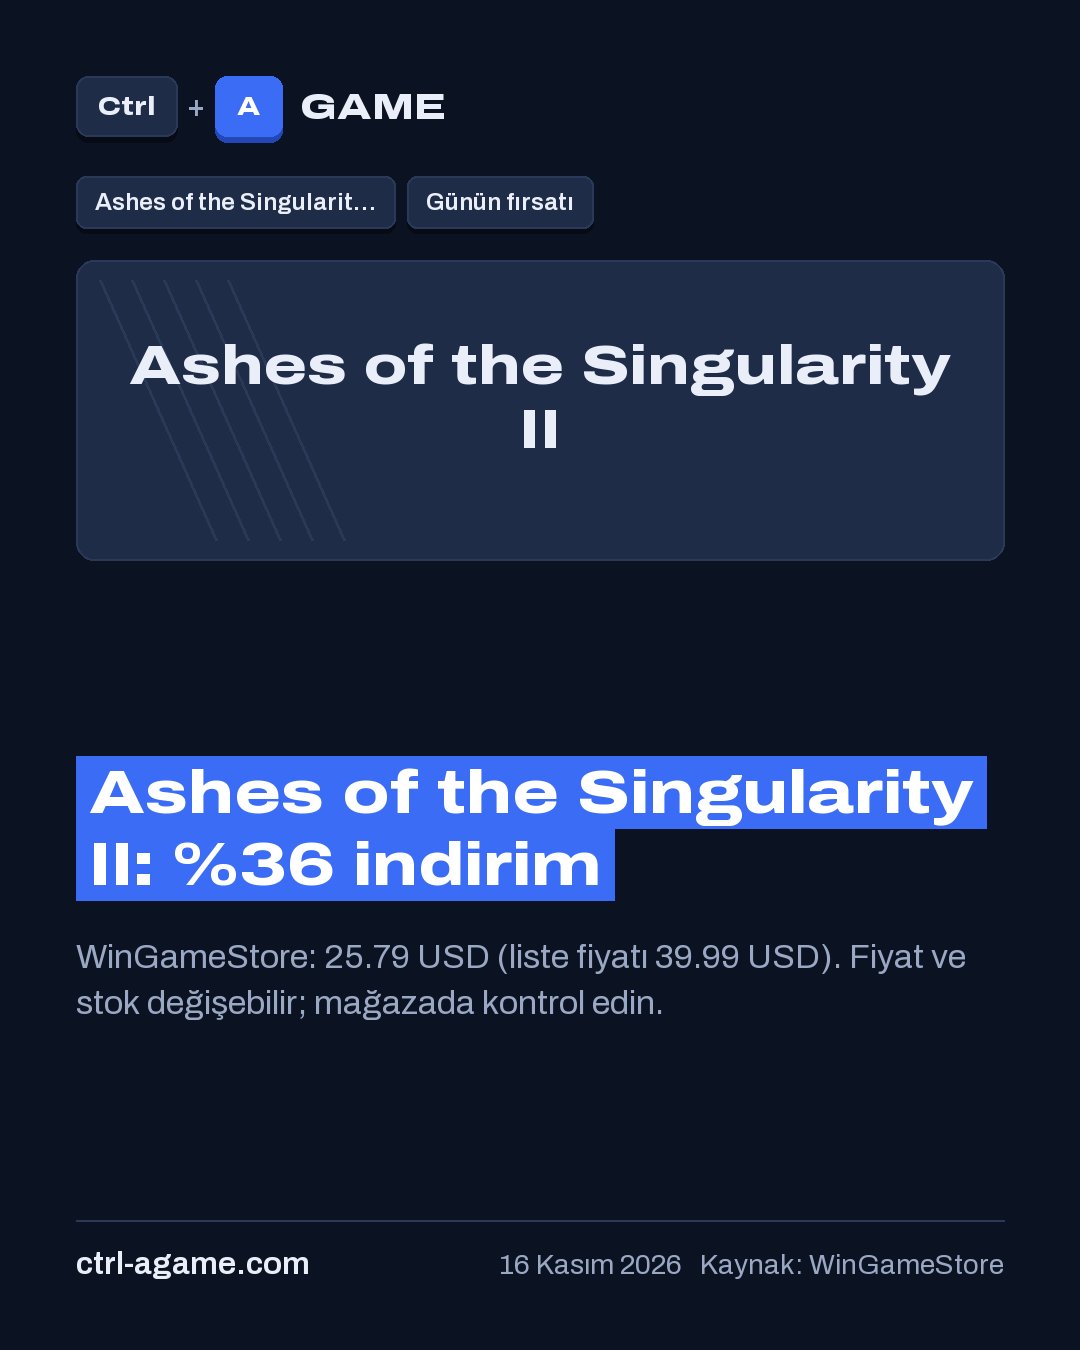 Ctrl + A GAME
Ashes of the Singularit... Günün fırsatı
Ashes of the Singularity
II
Ashes of the Singularity
II: %36 indirim
WinGameStore: 25.79 USD (liste fiyatı 39.99 USD). Fiyat ve
stok değişebilir; mağazada kontrol edin.
ctrl-agame.com 16 Kasım 2026 Kaynak: WinGameStore